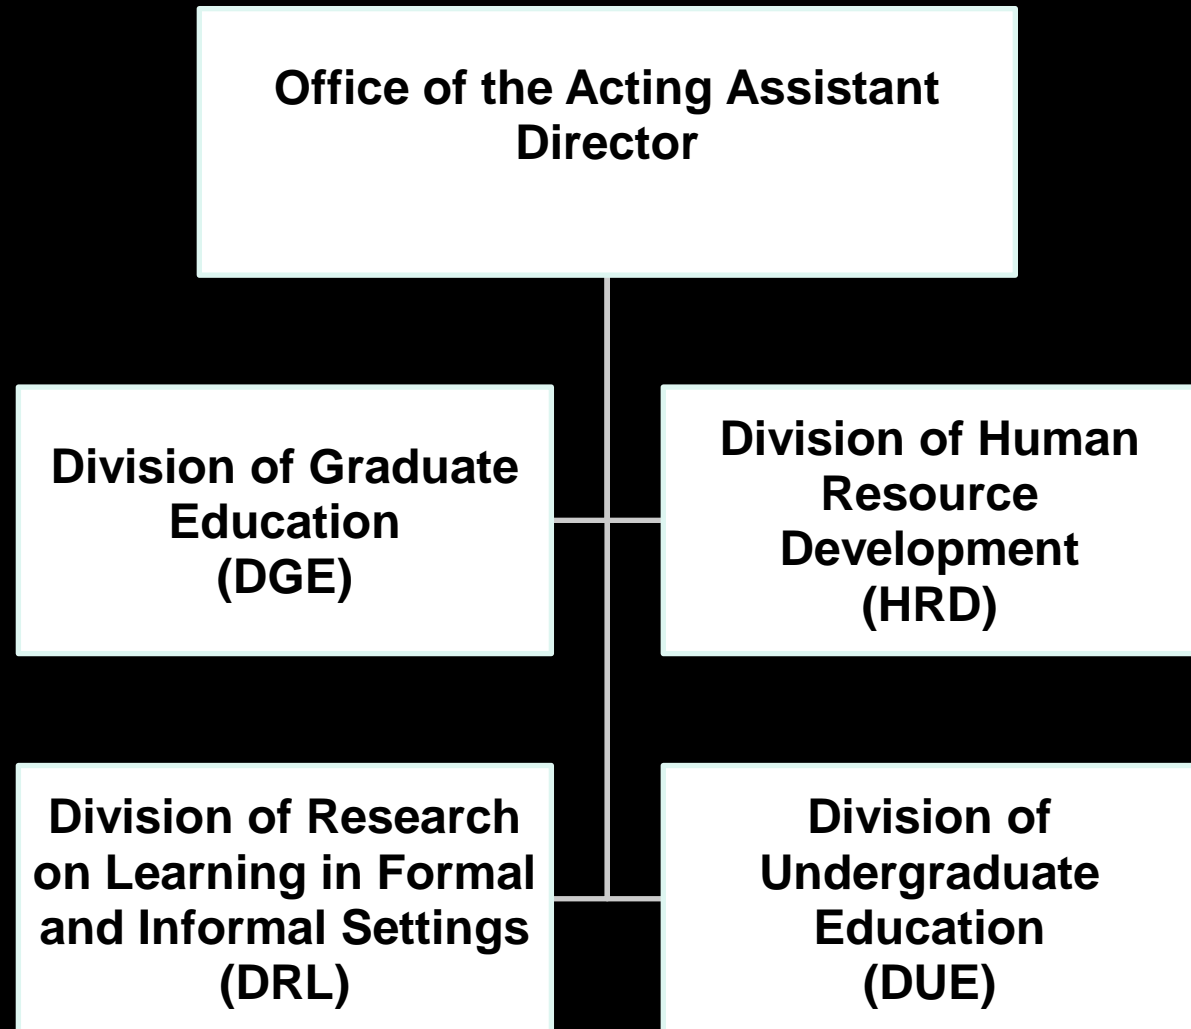 Office of the Acting Assistant
Director
Division of Graduate
Education
(DGE)
Division of Human
Resource
Development
(HRD)
Division of Research
on Learning in Formal
and Informal Settings
(DRL)
Division of
Undergraduate
Education
(DUE)